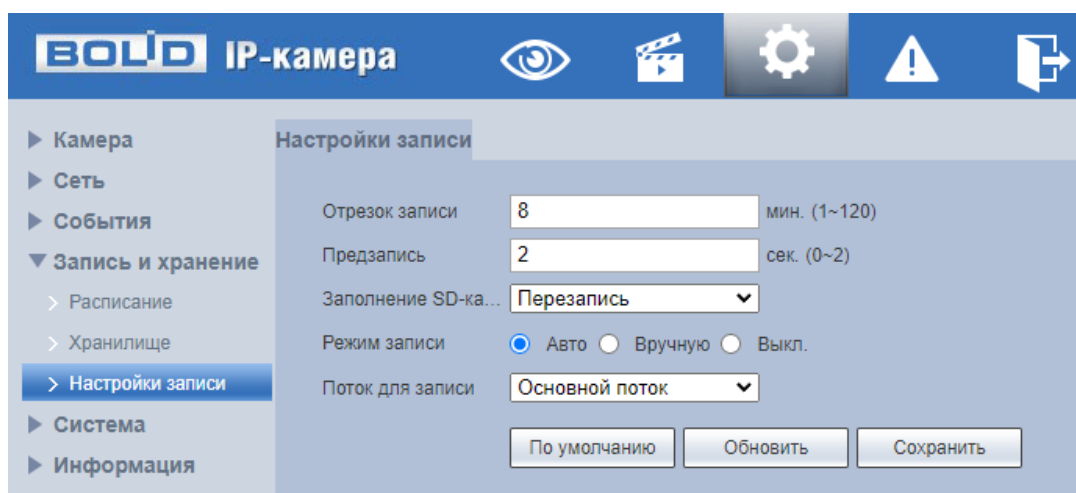 BOLID IP-камера
Камера
Сеть
События
Запись и хранение
Расписание
Хранилище
Настройки записи
Система
Информация
Настройки записи
Отрезок записи 8 мин. (1~120)
Предзапись 2 сек. (0~2)
Заполнение SD-ка... Перезапись
Режим записи Авто Вручную Выкл.
Поток для записи Основной поток
По умолчанию Обновить Сохранить